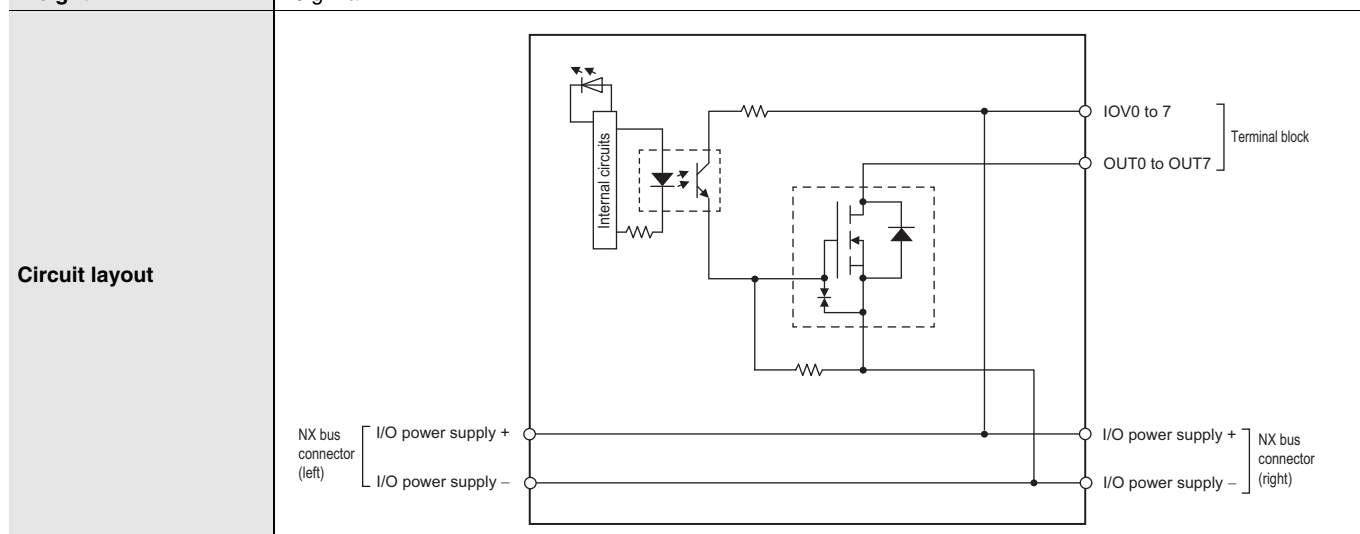 Circuit layout
Internal circuits
IOV0 to 7
OUT0 to OUT7
Terminal block
NX bus
connector
(left)
I/O power supply +
I/O power supply –
I/O power supply +
I/O power supply –
NX bus
connector
(right)